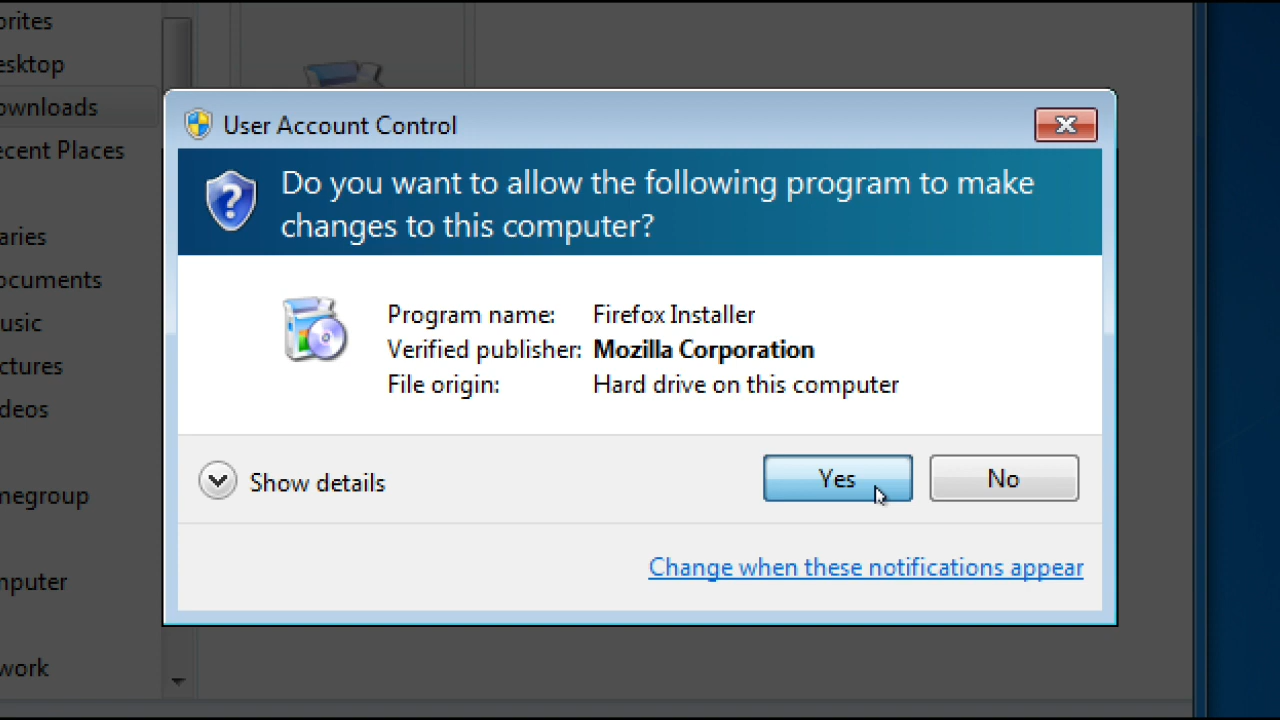 orites
esktop
ownloads
ecent Places
aries
ocuments
usic
ctures
deos
megroup
mputer
work
User Account Control
Do you want to allow the following program to make
changes to this computer?
Program name: Firefox Installer
Verified publisher: Mozilla Corporation
File origin: Hard drive on this computer
Show details
Yes
No
Change when these notifications appear